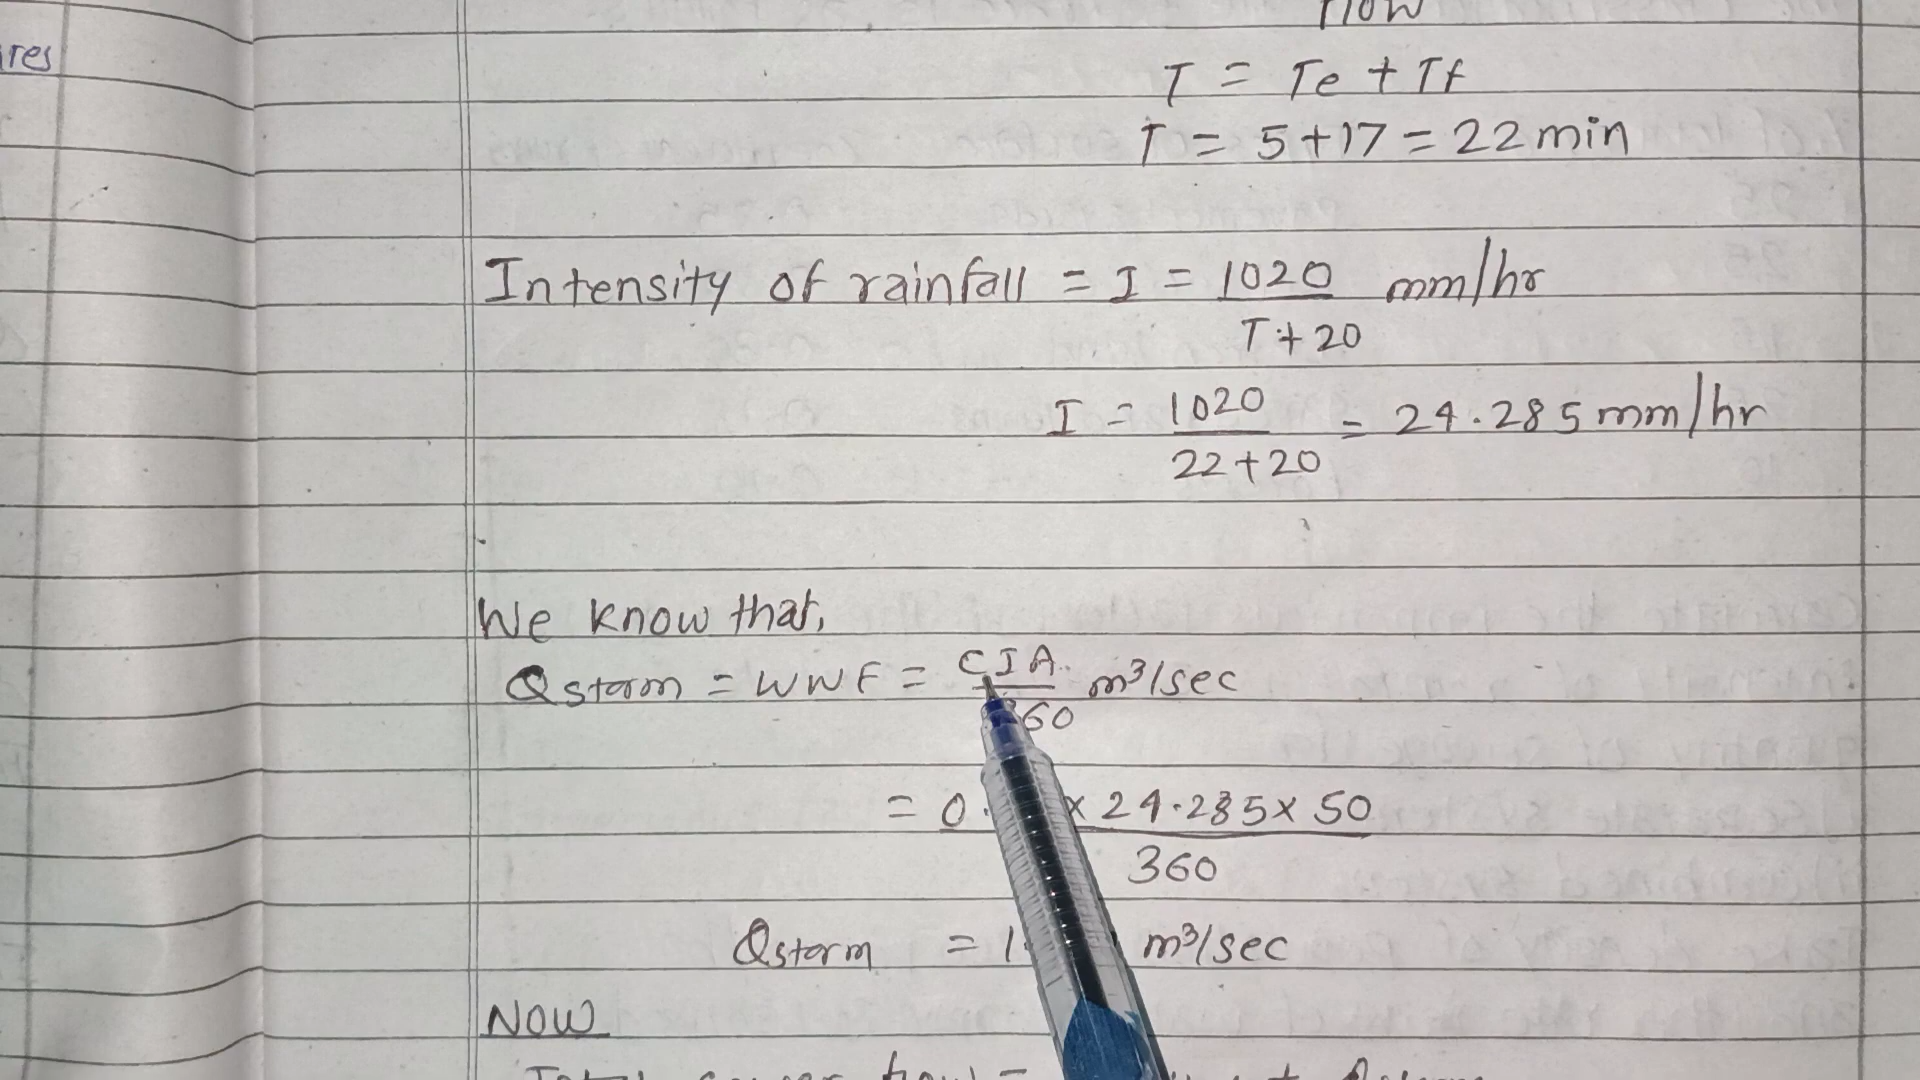 res
flow
T = Te + Tf
T = 5+17 = 22 min
Intensity of rainfall = I = 1020 mm/hr
T+20
I = 1020 = 24.285 mm/hr
22+20
We know that,
Qstorm = WWF = CIA m³/sec
60
= 0. x 24.285 x 50
360
Qstorm = 1. m³/sec
NOW